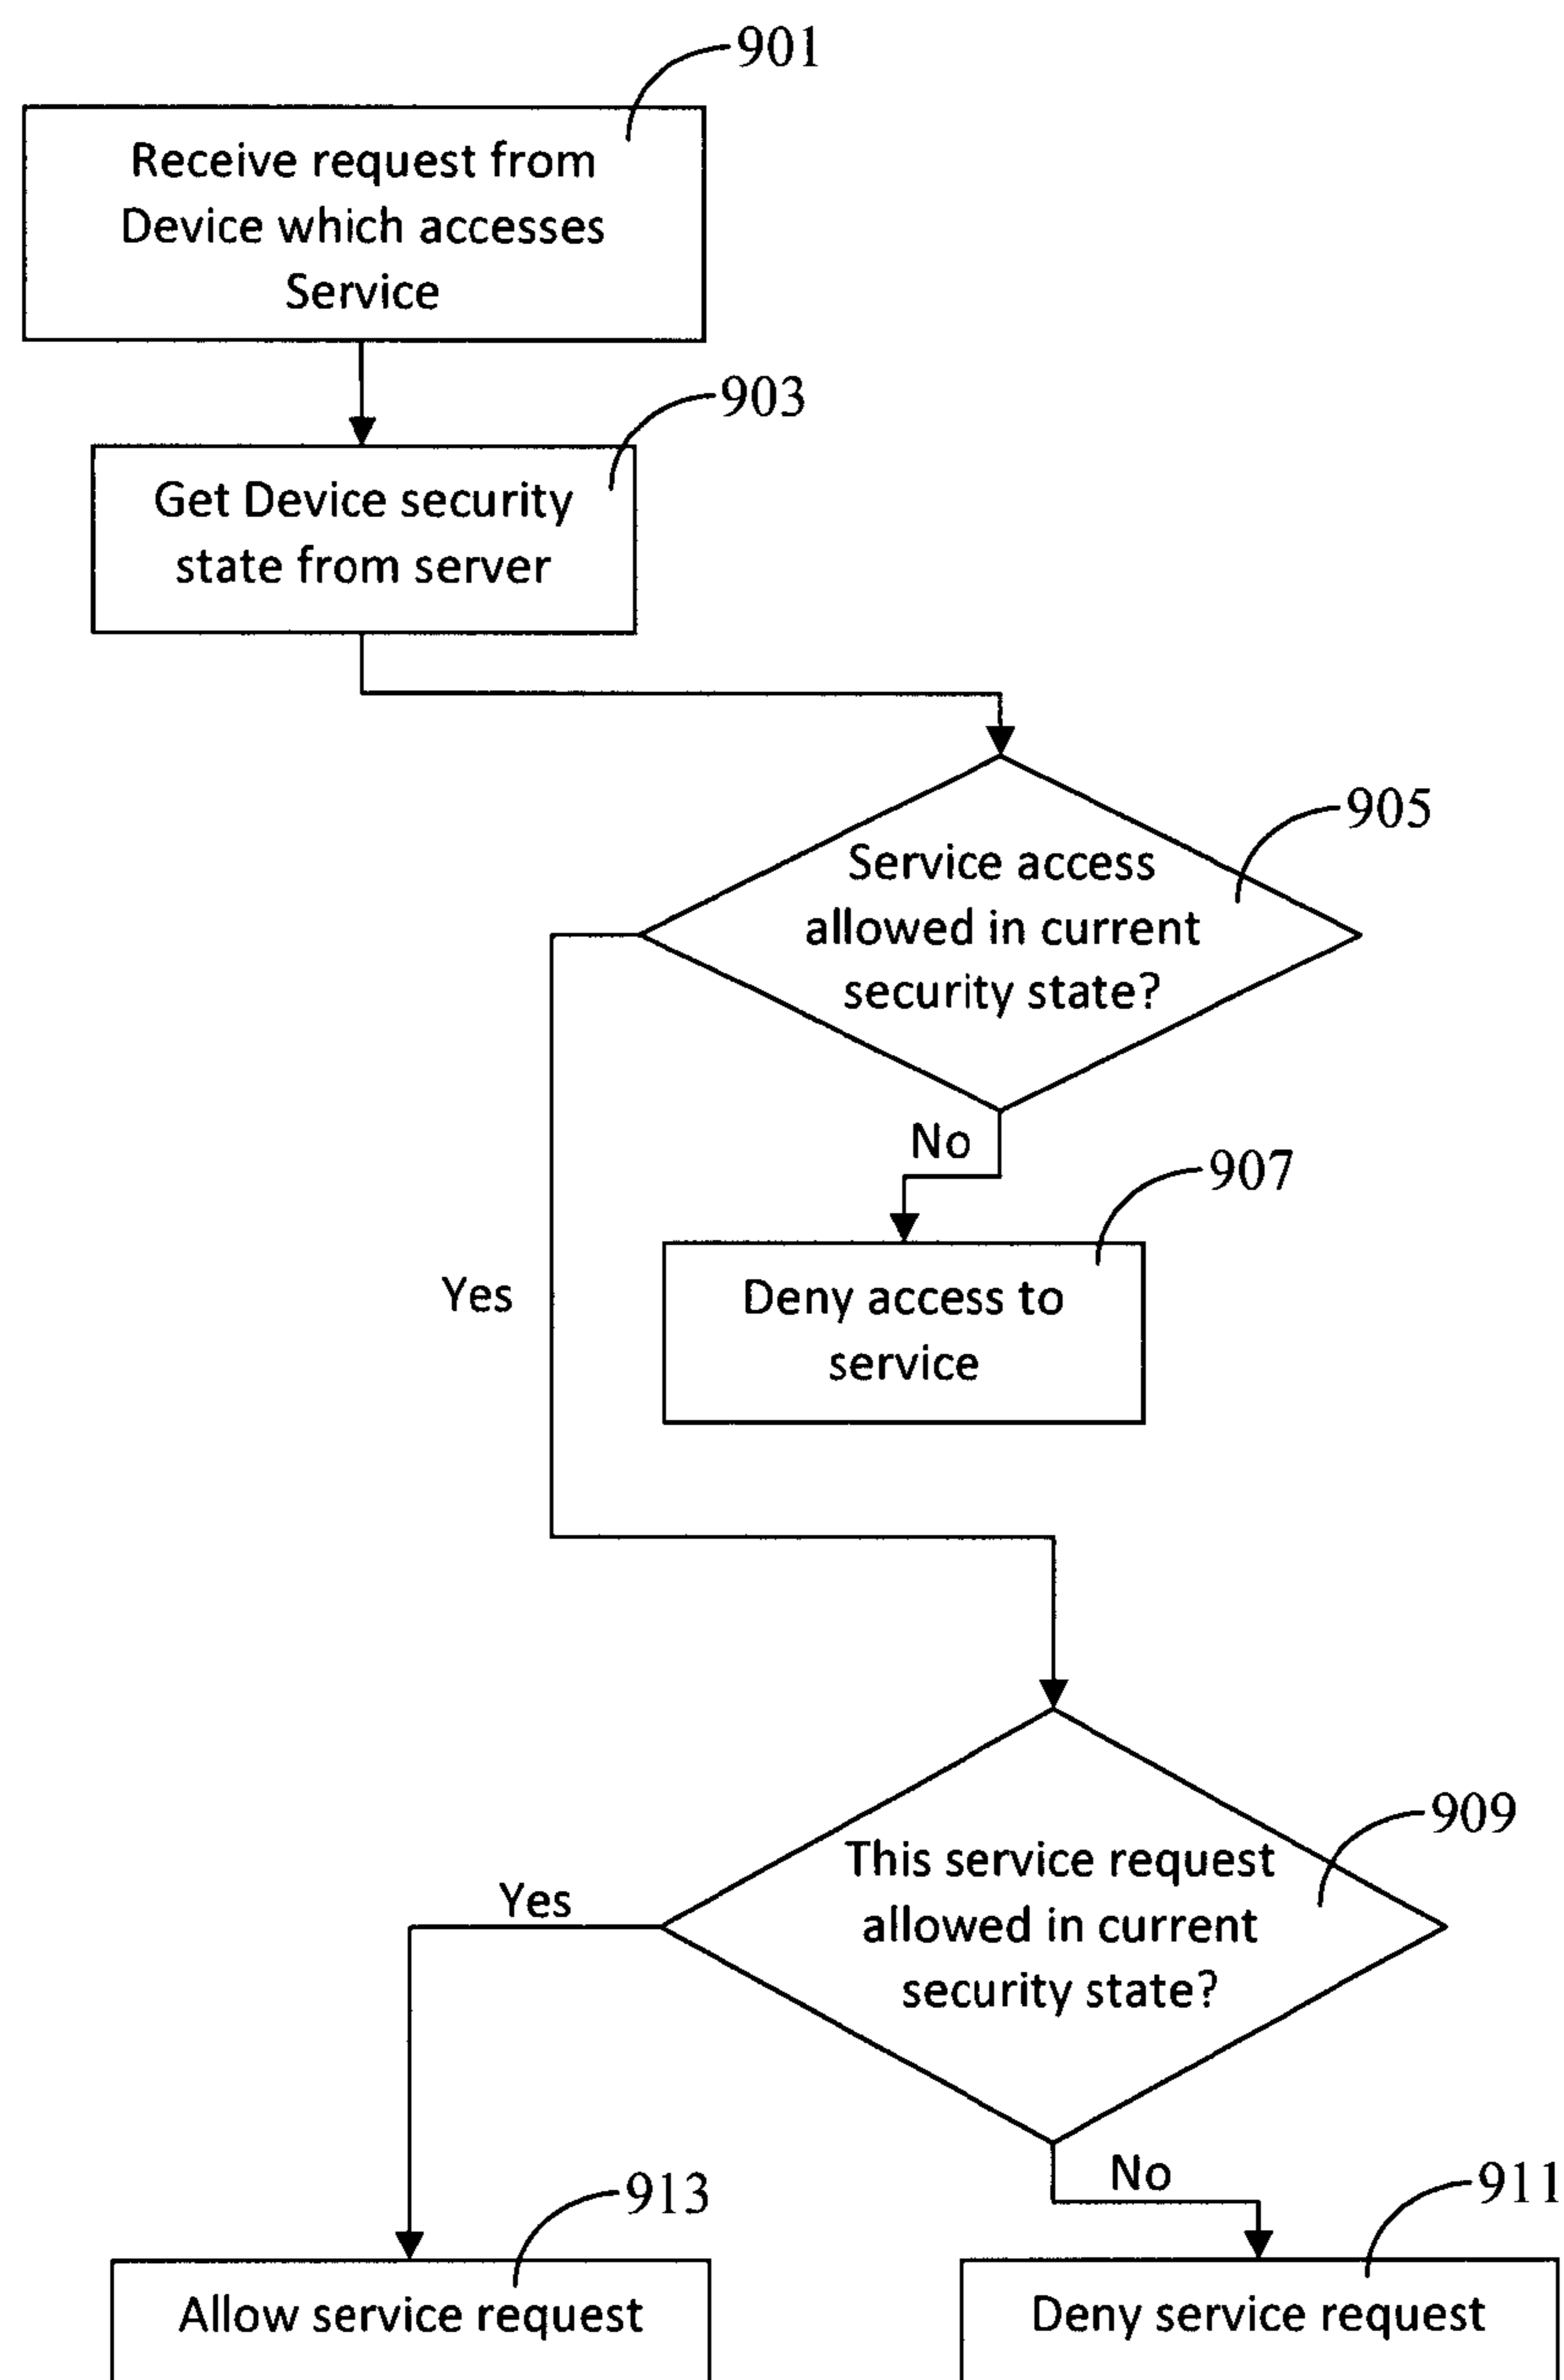 901
Receive request from
Device which accesses
Service
903
Get Device security
state from server
905
Service access
allowed in current
security state?
No
907
Yes
Deny access to
service
909
This service request
allowed in current
security state?
Yes
No
911
913
Allow service request
Deny service request